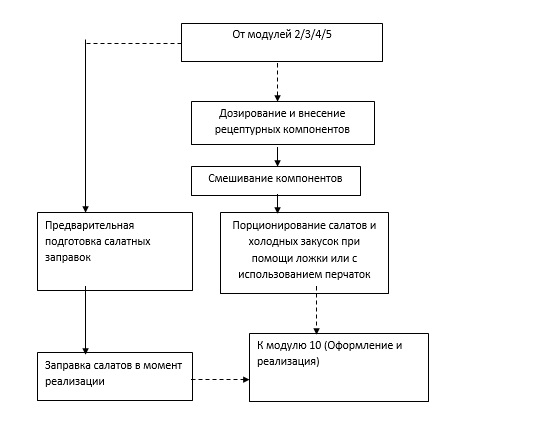 От модулей 2/3/4/5
Дозирование и внесение
рецептурных компонентов
Смешивание компонентов
Предварительная
подготовка салатных
заправок
Порционирование салатов и
холодных закусок при
помощи ложки или с
использованием перчаток
К модулю 10 (Оформление и
реализация)
Заправка салатов в момент
реализации